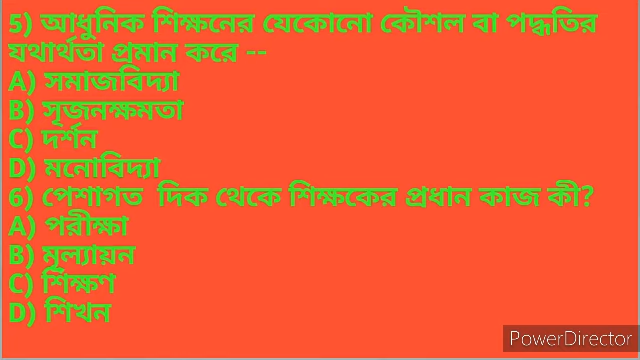 5) আধুনিক শিক্ষনের যেকোনো কৌশল বা পদ্ধতির
যথার্থতা প্রমান করে --
A) সমাজবিদ্যা
B) সৃজনক্ষমতা
C) দর্শন
D) মনোবিদ্যা
6) পেশাগত দিক থেকে শিক্ষকের প্রধান কাজ কী?
A) পরীক্ষা
B) মূল্যায়ন
C) শিক্ষণ
D) শিখন
PowerDirector